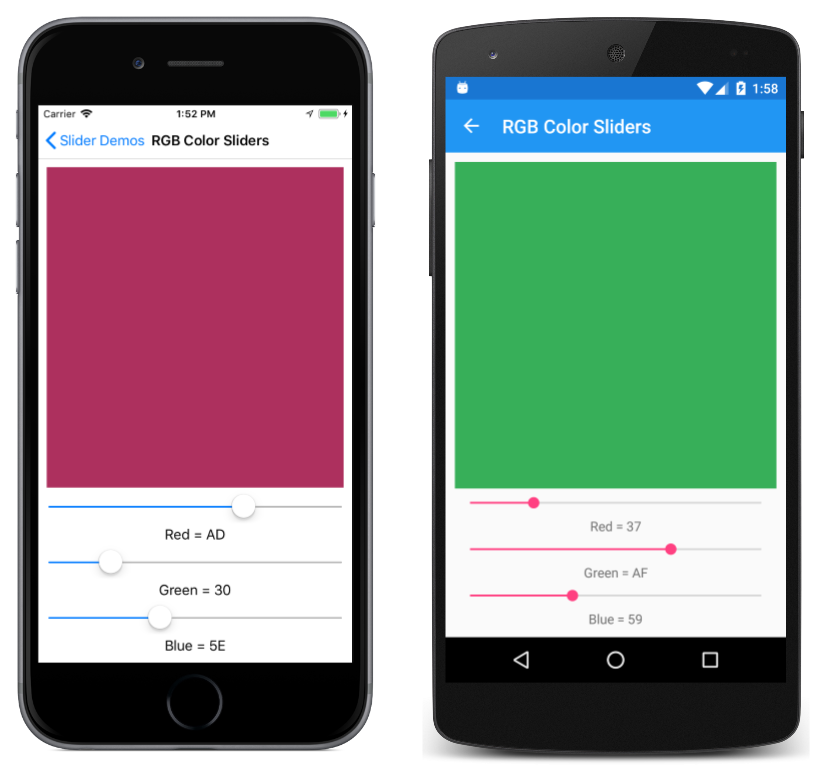 Carrier 1:52 PM
Slider Demos RGB Color Sliders
Red = AD
Green = 30
Blue = 5E
1:58
RGB Color Sliders
Red = 37
Green = AF
Blue = 59